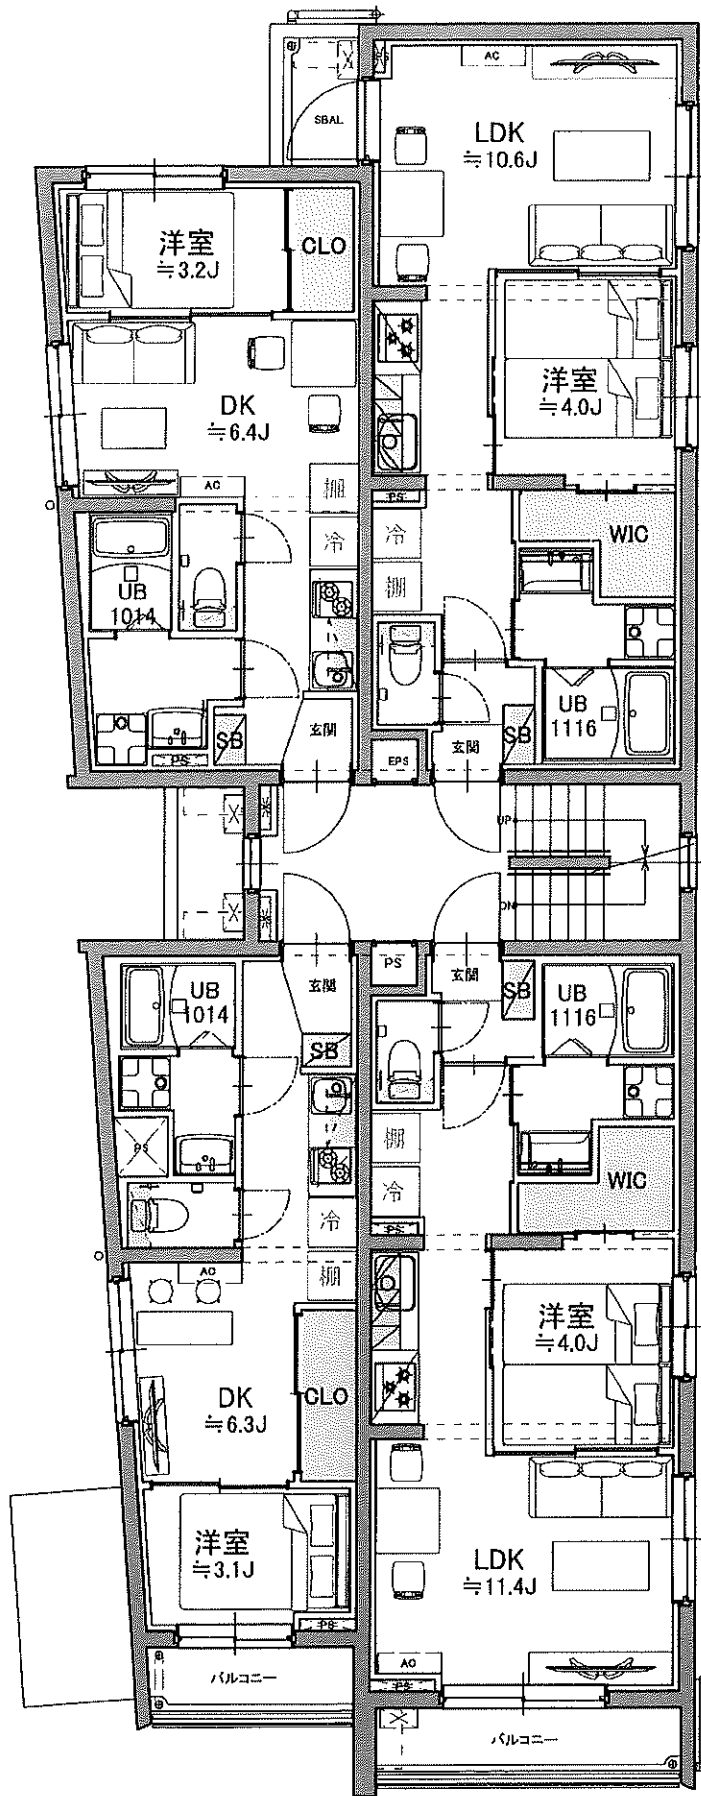 SBAL
AC
LDK
≒10.6J
洋室
≒3.2J
CLO
洋室
≒4.0J
DK
≒6.4J
AC
棚
冷
PS
冷
棚
WIC
UB
1014
UB
1116
SB
PS
玄関
EPS
玄関
SB
UP
DN
UB
1014
玄関
SB
PS
玄関
SB
UB
1116
PS
棚
冷
PS
WIC
冷
棚
AC
洋室
≒4.0J
DK
≒6.3J
CLO
洋室
≒3.1J
LDK
≒11.4J
PS
AC
PS
バルコニー
バルコニー